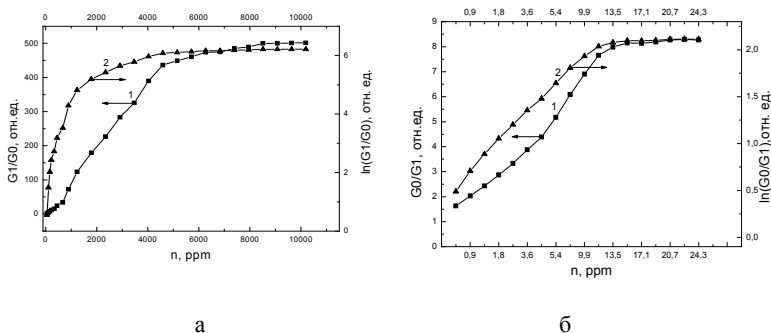 0,9 1,8 3,6 5,4 9,9 13,5 17,1 20,7 24,3
0 2000 4000 6000 8000 10000
500
400
300
200
100
0
G1/G0, отн.ед.
6
4
2
0
ln(G1/G0), отн. ед.
2
1
0 2000 4000 6000 8000 10000
n, ppm
9
8
7
6
5
4
3
2
1
0
G0/G1, отн.ед.
2,0
1,5
1,0
0,5
0,0
ln(G0/G1),отн. ед.
2
1
0,9 1,8 3,6 5,4 9,9 13,5 17,1 20,7 24,3
n, ppm
а б